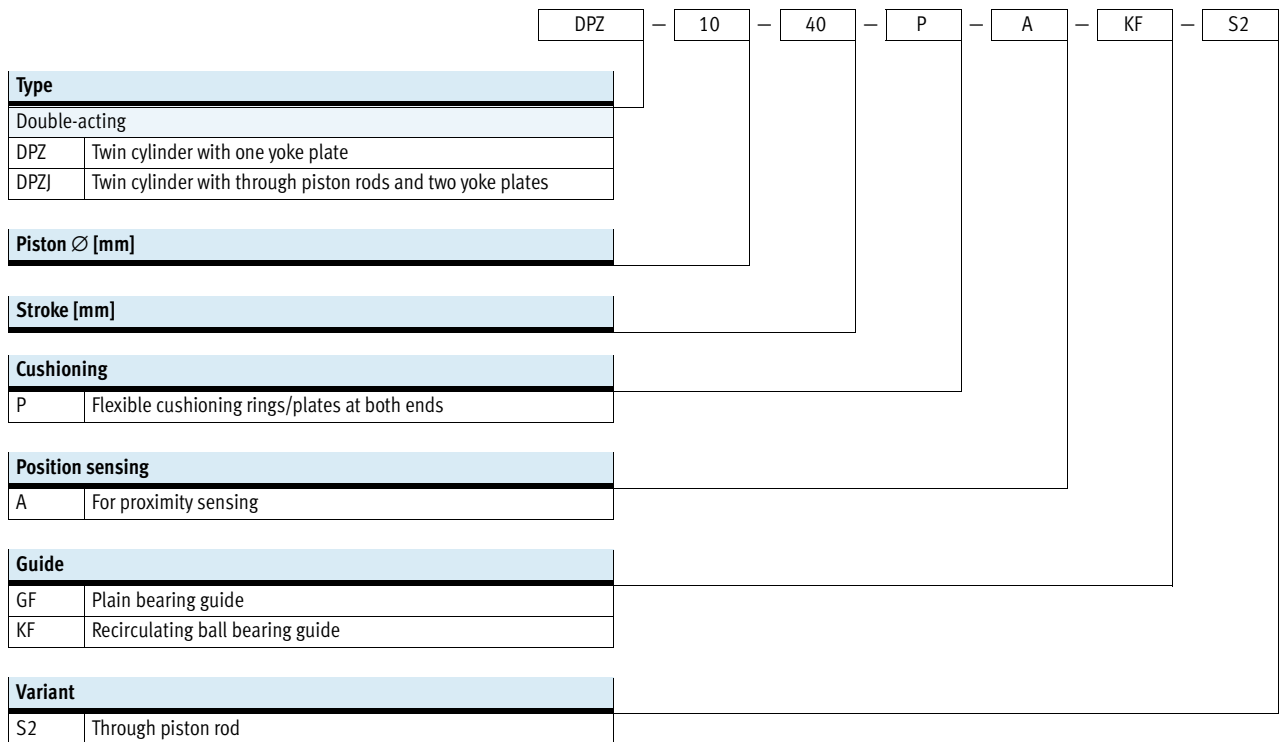 DPZ — 10 — 40 — P — A — KF — S2
Type
Double-acting
DPZ Twin cylinder with one yoke plate
DPZJ Twin cylinder with through piston rods and two yoke plates
Piston ∅ [mm]
Stroke [mm]
Cushioning
P Flexible cushioning rings/plates at both ends
Position sensing
A For proximity sensing
Guide
GF Plain bearing guide
KF Recirculating ball bearing guide
Variant
S2 Through piston rod